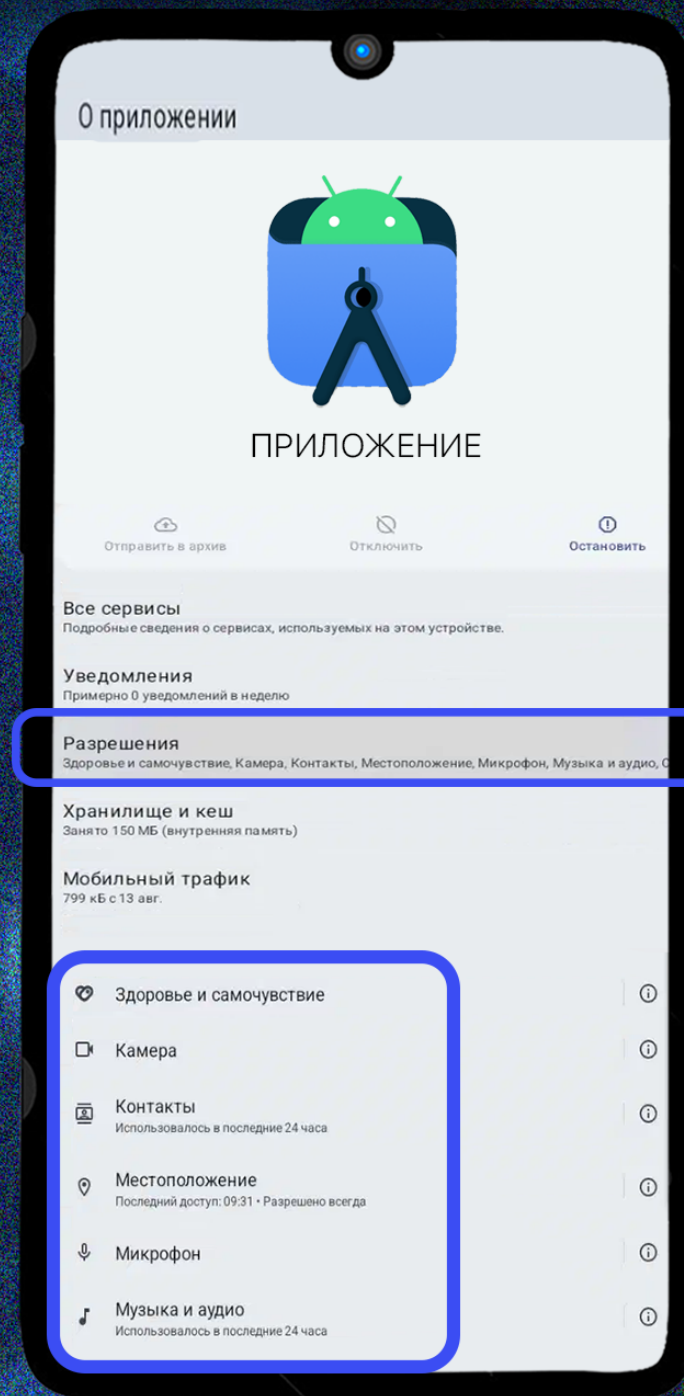 О приложении
ПРИЛОЖЕНИЕ
Отправить в архив
Отключить
Остановить
Все сервисы
Подробные сведения о сервисах, используемых на этом устройстве.
Уведомления
Примерно 0 уведомлений в неделю
Разрешения
Здоровье и самочувствие, Камера, Контакты, Местоположение, Микрофон, Музыка и аудио,
Хранилище и кеш
Занято 150 МБ (внутренняя память)
Мобильный трафик
799 кБ с 13 авг.
Здоровье и самочувствие
Камера
Контакты
Использовалось в последние 24 часа
Местоположение
Последний доступ: 09:31 • Разрешено всегда
Микрофон
Музыка и аудио
Использовалось в последние 24 часа